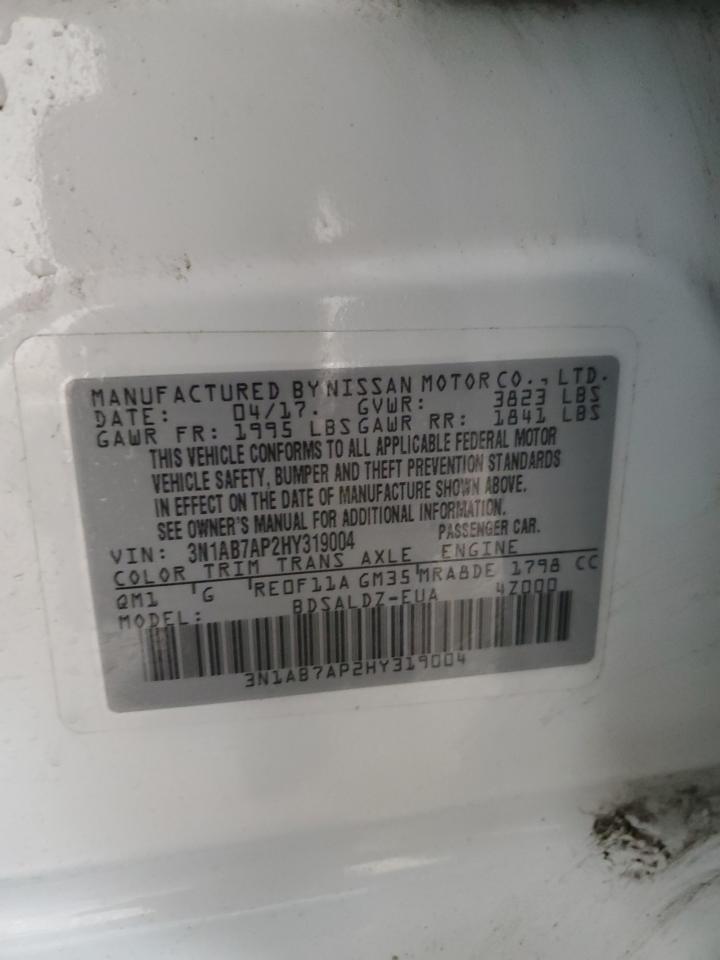 MANUFACTURED BY NISSAN MOTOR CO., LTD.
DATE: 04/17. GVWR: 3823 LBS
GAWR FR: 1995 LBS GAWR RR: 1841 LBS
THIS VEHICLE CONFORMS TO ALL APPLICABLE FEDERAL MOTOR
VEHICLE SAFETY, BUMPER AND THEFT PREVENTION STANDARDS
IN EFFECT ON THE DATE OF MANUFACTURE SHOWN ABOVE.
SEE OWNER'S MANUAL FOR ADDITIONAL INFORMATION.
VIN: 3N1AB7AP2HY319004 PASSENGER CAR.
COLOR TRIM TRANS AXLE ENGINE
QM1 G RE0F11A GM35 MRA8DE 1798 CC
MODEL: BDSALDZ-EUA 4Z000
3N1AB7AP2HY319004